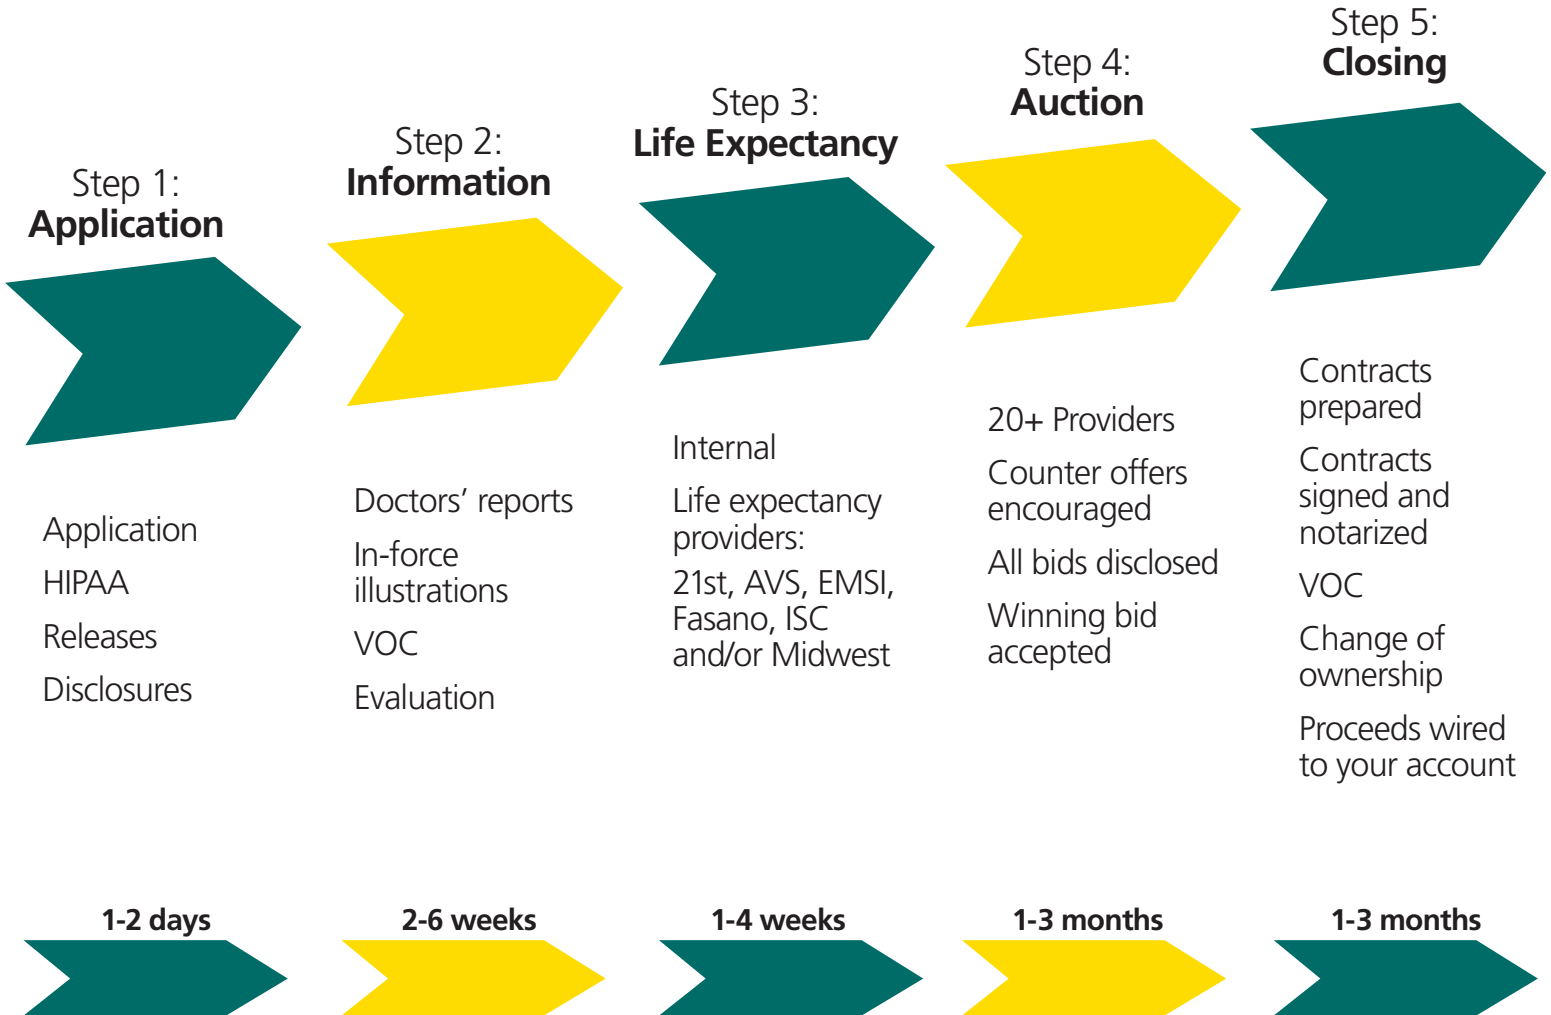 Step 1:
Application
Application
HIPAA
Releases
Disclosures
1-2 days
Step 2:
Information
Doctors’ reports
In-force
illustrations
VOC
Evaluation
2-6 weeks
Step 3:
Life Expectancy
Internal
Life expectancy
providers:
21st, AVS, EMSI,
Fasano, ISC
and/or Midwest
1-4 weeks
Step 4:
Auction
20+ Providers
Counter offers
encouraged
All bids disclosed
Winning bid
accepted
1-3 months
Step 5:
Closing
Contracts
prepared
Contracts
signed and
notarized
VOC
Change of
ownership
Proceeds wired
to your account
1-3 months